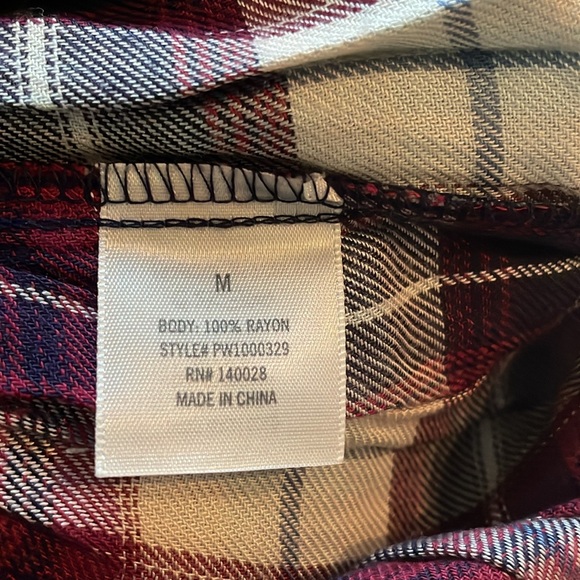 M
BODY: 100% RAYON
STYLE# PW1000329
RN# 140028
MADE IN CHINA